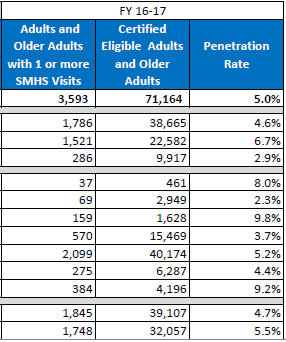 FY 16-17
Adults and Older Adults with 1 or more SMHS Visits Certified Eligible Adults and Older Adults Penetration Rate
3,593 71,164 5.0%
1,786 38,665 4.6%
1,521 22,582 6.7%
286 9,917 2.9%
37 461 8.0%
69 2,949 2.3%
159 1,628 9.8%
570 15,469 3.7%
2,099 40,174 5.2%
275 6,287 4.4%
384 4,196 9.2%
1,845 39,107 4.7%
1,748 32,057 5.5%